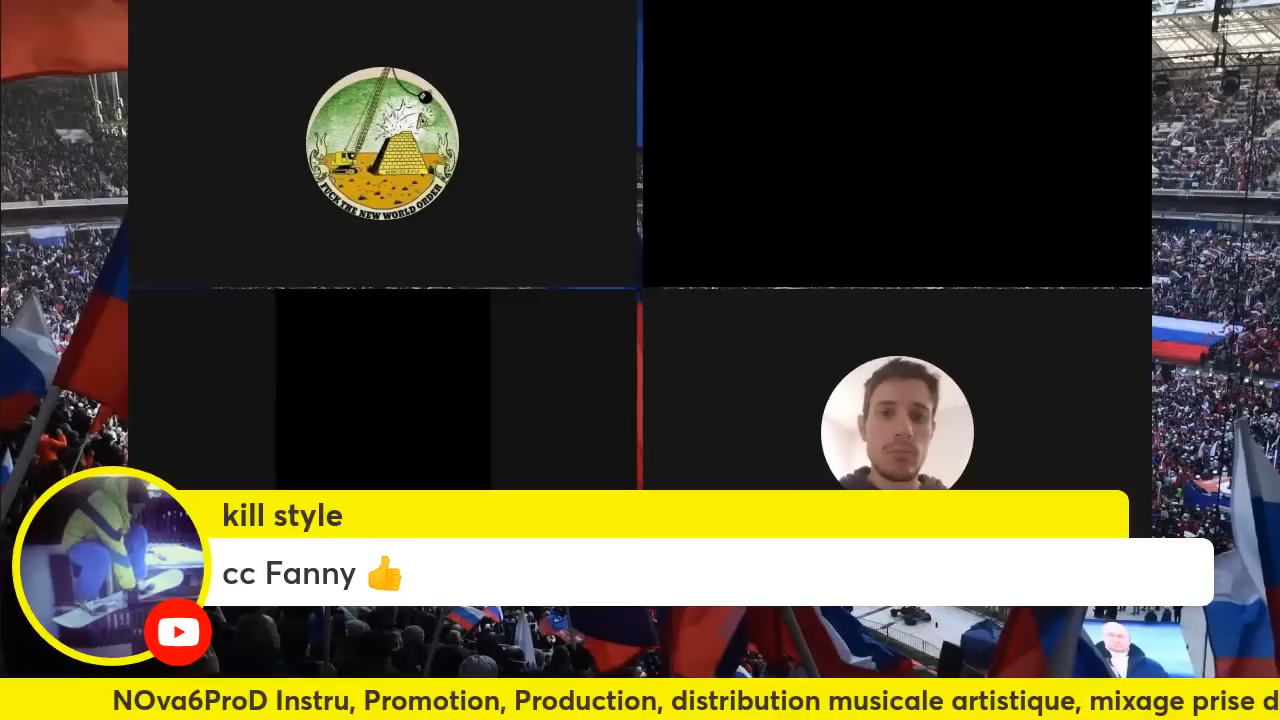 FUCK THE NEW WORLD ORDER
kill style
cc Fanny 👍
NOva6ProD Instru, Promotion, Production, distribution musicale artistique, mixage prise d